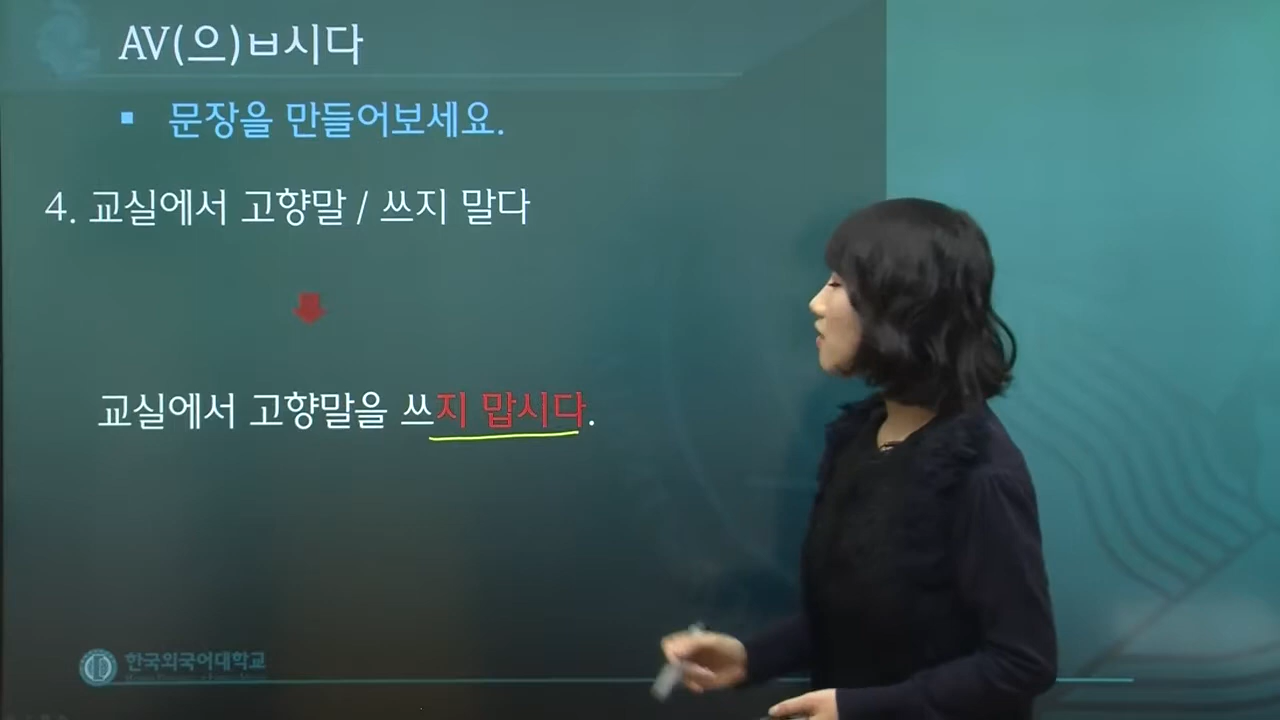 AV(으)ㅂ시다
▪ 문장을 만들어보세요.
4. 교실에서 고향말 / 쓰지 말다
교실에서 고향말을 쓰지 맙시다.
한국외국어대학교